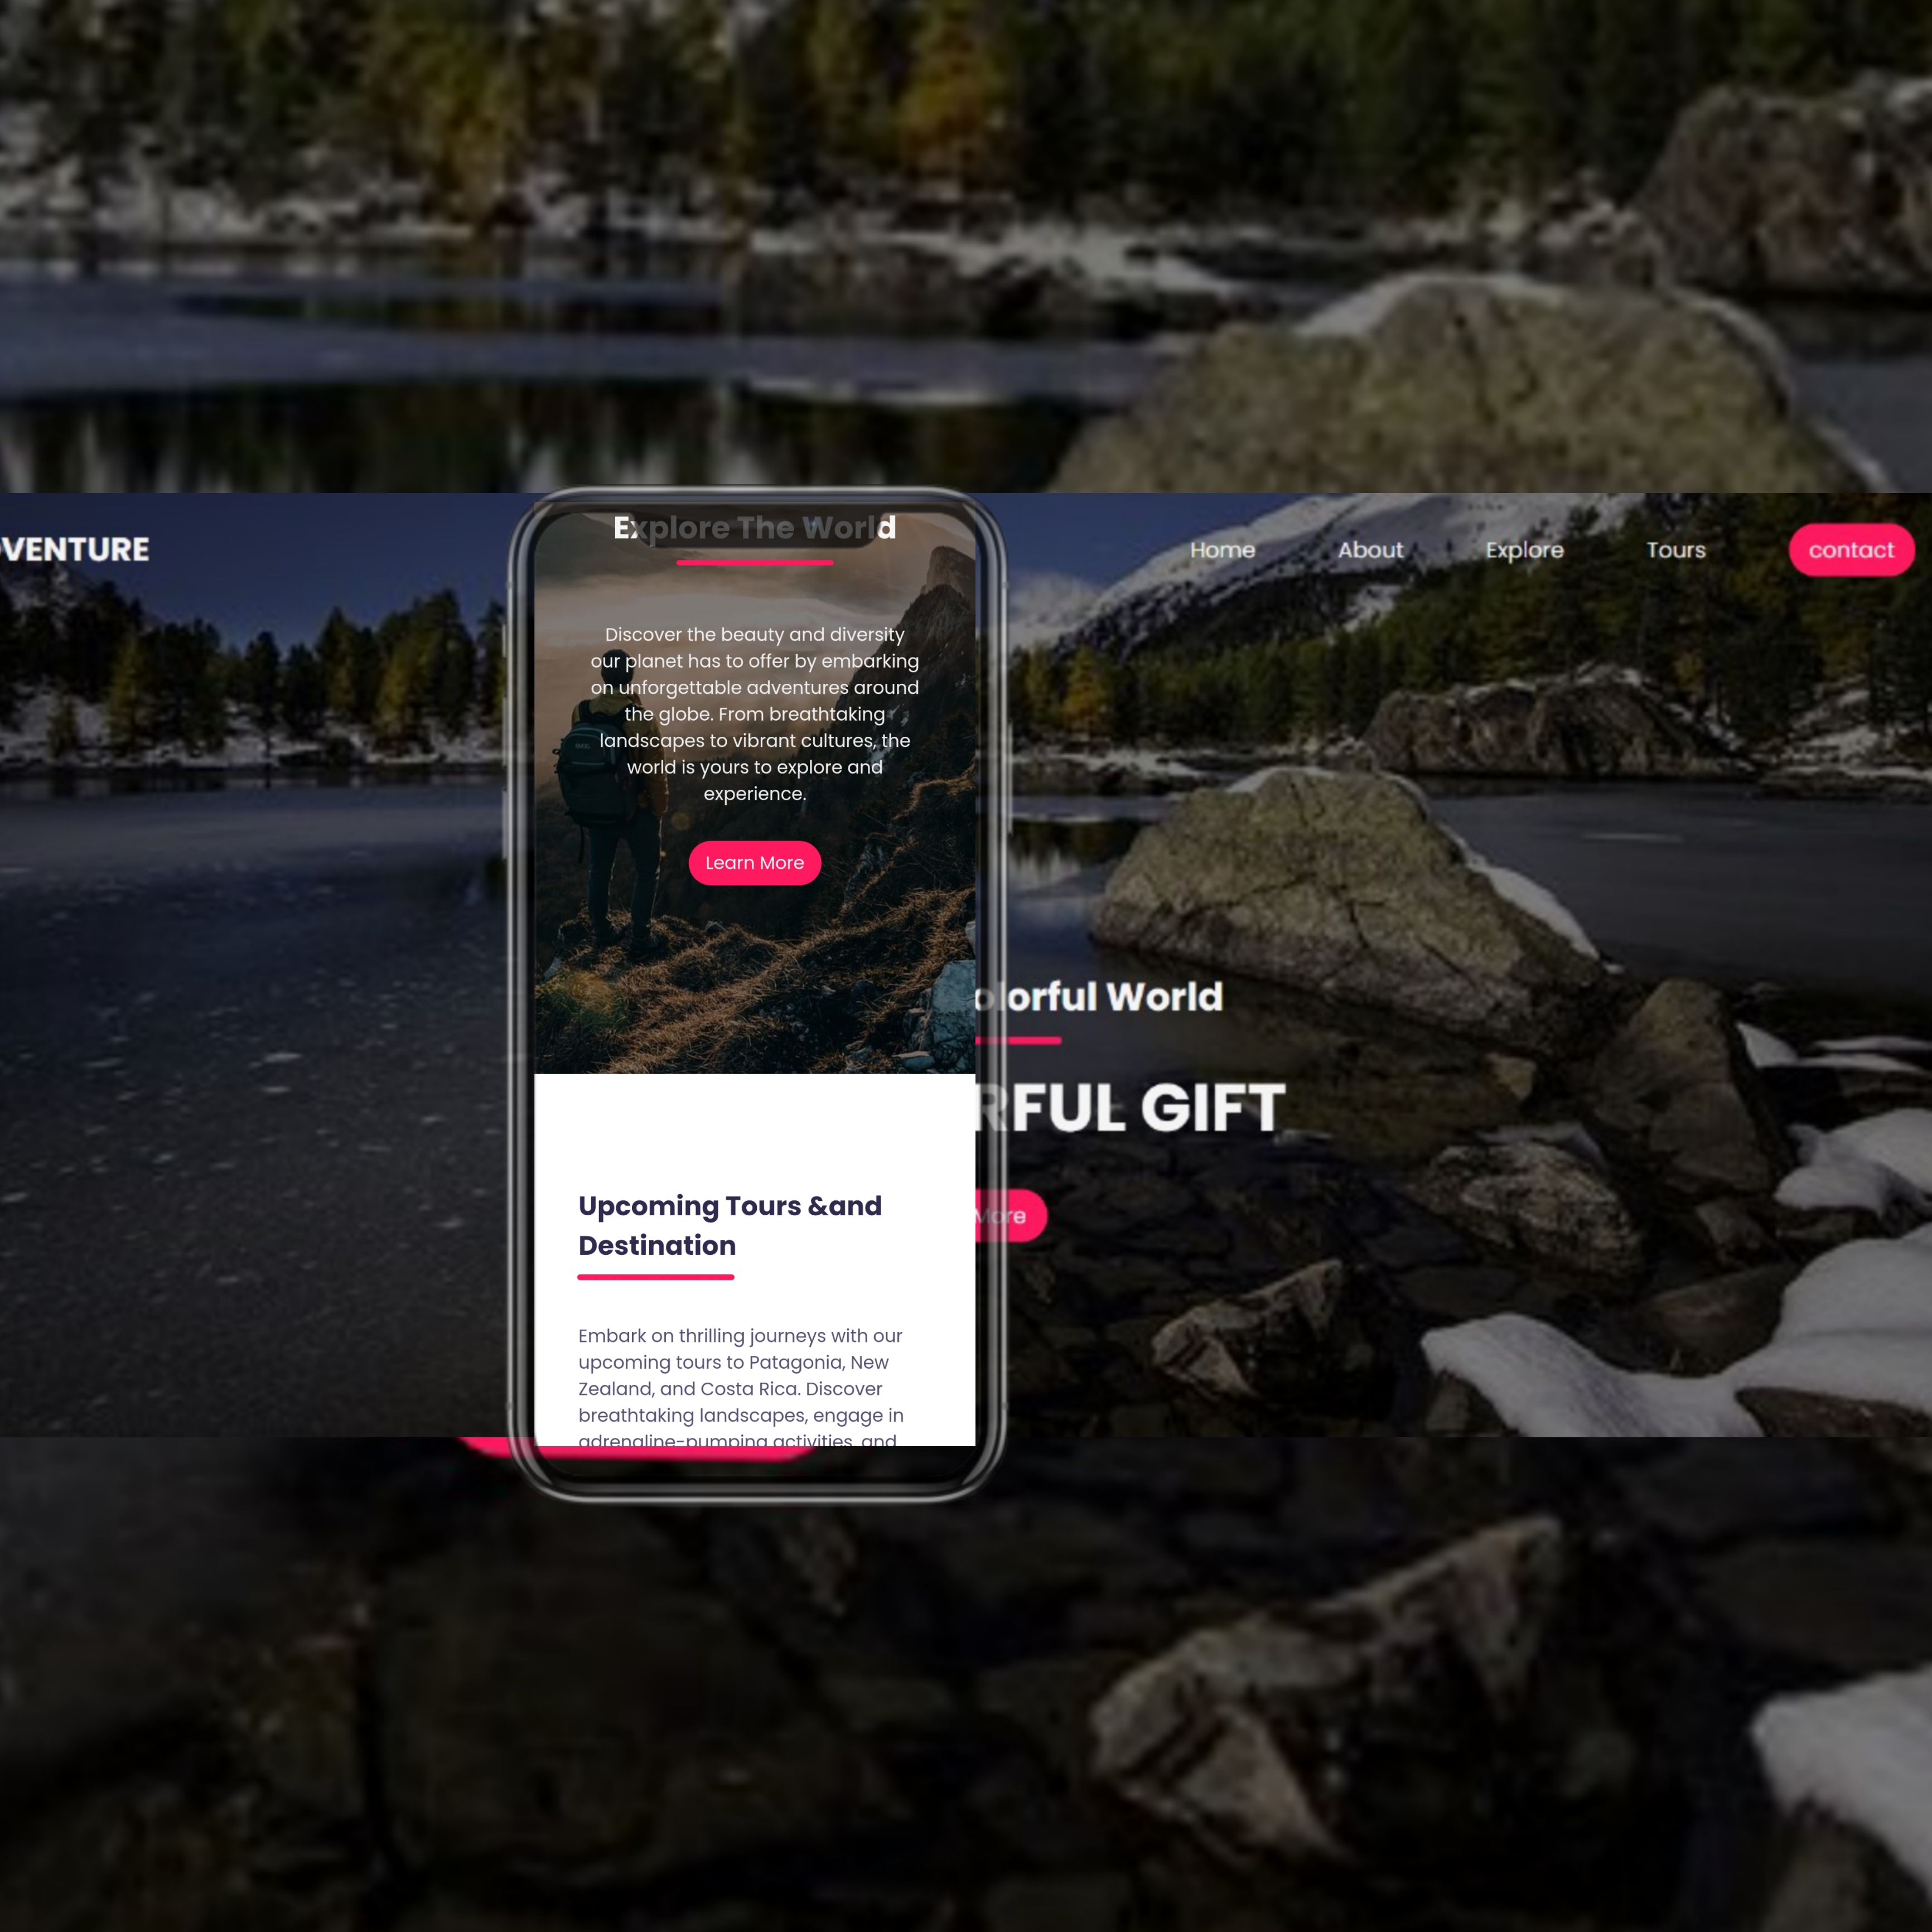 VENTURE
Home About Explore Tours contact
Explore The World
Discover the beauty and diversity
our planet has to offer by embarking
on unforgettable adventures around
the globe. From breathtaking
landscapes to vibrant cultures, the
world is yours to explore and
experience.
Learn More
olorful World
RFUL GIFT
More
Upcoming Tours &and
Destination
Embark on thrilling journeys with our
upcoming tours to Patagonia, New
Zealand, and Costa Rica. Discover
breathtaking landscapes, engage in
adrenaline-pumping activities, and